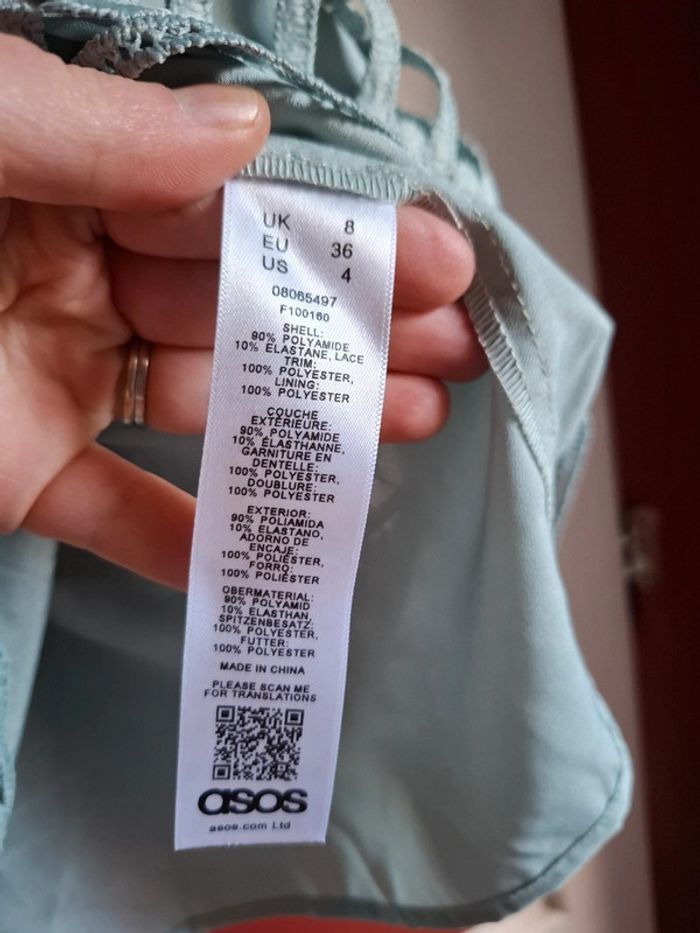 UK 8
EU 36
US 4
08065497
F100160
SHELL:
90% POLYAMIDE
10% ELASTANE, LACE
TRIM:
100% POLYESTER,
LINING:
100% POLYESTER
COUCHE
EXTÉRIEURE:
90% POLYAMIDE
10% ÉLASTHANNE,
GARNITURE EN
DENTELLE:
100% POLYESTER,
DOUBLURE:
100% POLYESTER
EXTERIOR:
90% POLIAMIDA
10% ELASTANO,
ADORNO DE
ENCAJE:
100% POLIÉSTER,
FORRO:
100% POLIÉSTER
OBERMATERIAL:
90% POLYAMID
10% ELASTHAN
SPITZENBESATZ:
100% POLYESTER,
FUTTER:
100% POLYESTER
MADE IN CHINA
PLEASE SCAN ME
FOR TRANSLATIONS
asos
asos.com Ltd